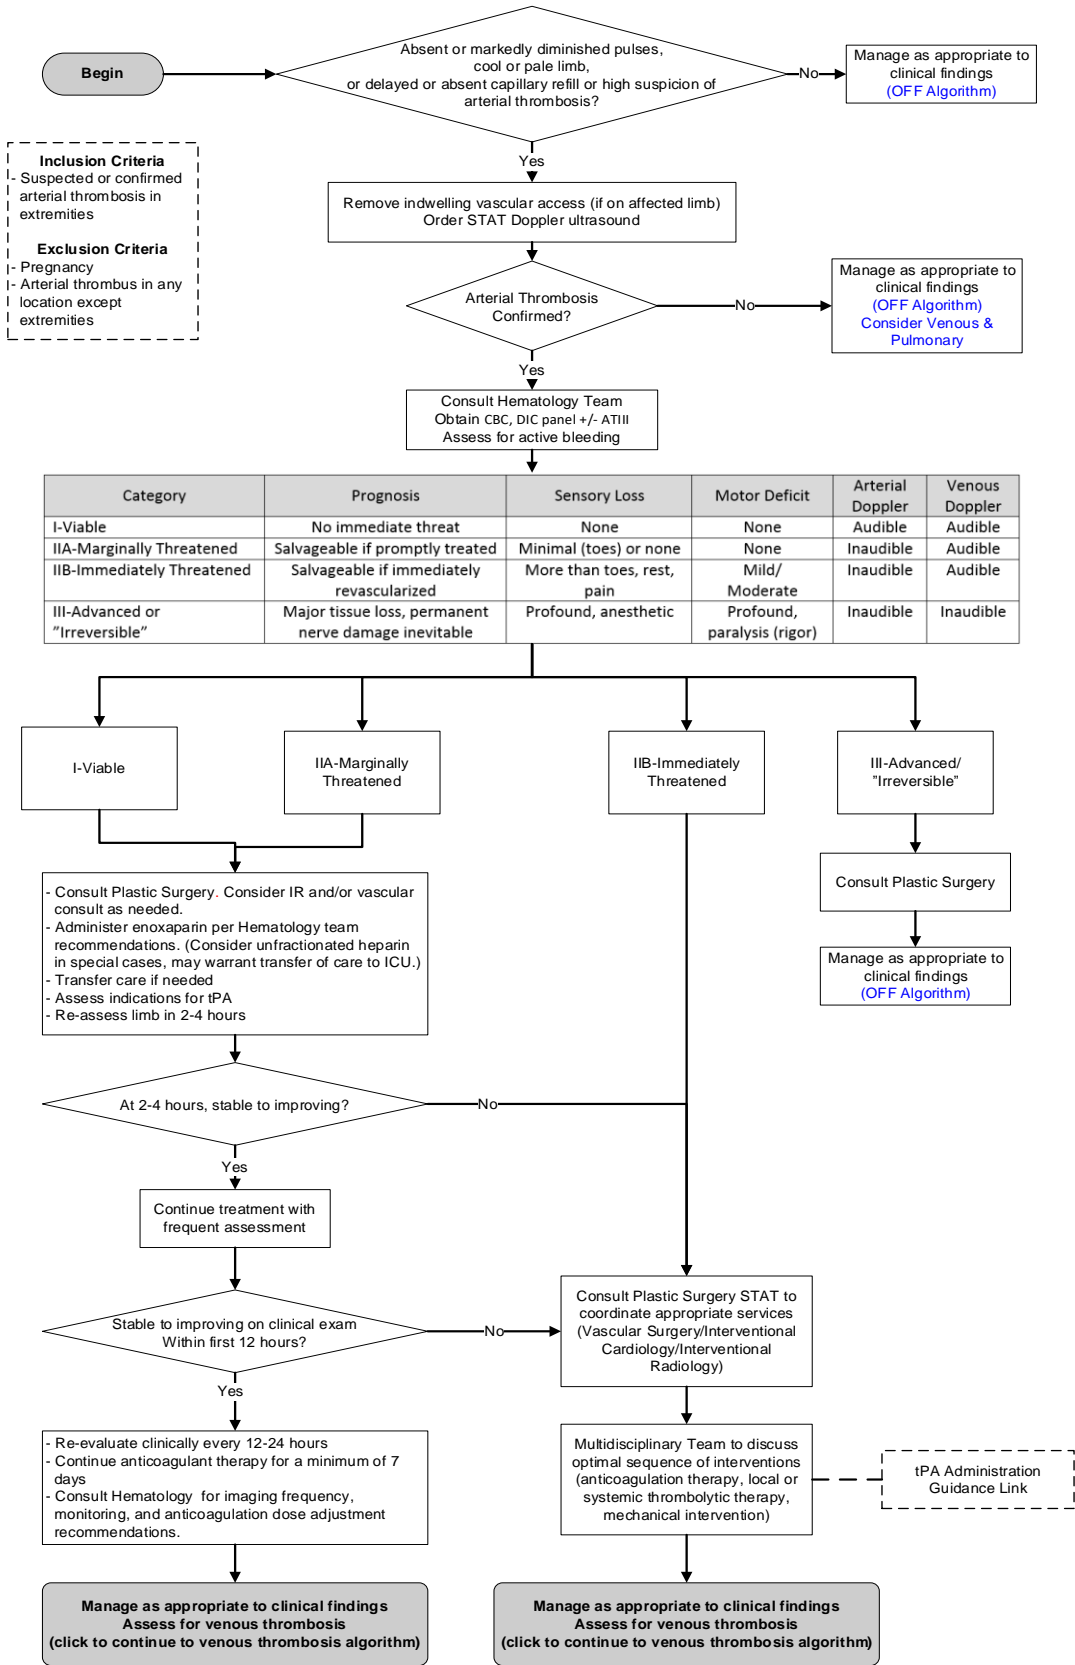 Begin
Absent or markedly diminished pulses,
cool or pale limb,
or delayed or absent capillary refill or high suspicion of
arterial thrombosis?
No
Manage as appropriate to
clinical findings
(OFF Algorithm)
Inclusion Criteria
- Suspected or confirmed
arterial thrombosis in
extremities
Exclusion Criteria
- Pregnancy
- Arterial thrombus in any
location except
extremities
Yes
Remove indwelling vascular access (if on affected limb)
Order STAT Doppler ultrasound
Arterial Thrombosis
Confirmed?
No
Manage as appropriate to
clinical findings
(OFF Algorithm)
Consider Venous &
Pulmonary
Yes
Consult Hematology Team
Obtain CBC, DIC panel +/- ATIII
Assess for active bleeding
Category Prognosis Sensory Loss Motor Deficit Arterial Doppler Venous Doppler
I-Viable No immediate threat None None Audible Audible
IIA-Marginally Threatened Salvageable if promptly treated Minimal (toes) or none None Inaudible Audible
IIB-Immediately Threatened Salvageable if immediately revascularized More than toes, rest, pain Mild/ Moderate Inaudible Audible
III-Advanced or "Irreversible" Major tissue loss, permanent nerve damage inevitable Profound, anesthetic Profound, paralysis (rigor) Inaudible Inaudible
I-Viable
IIA-Marginally
Threatened
IIB-Immediately
Threatened
III-Advanced/
"Irreversible"
Consult Plastic Surgery
Manage as appropriate to
clinical findings
(OFF Algorithm)
- Consult Plastic Surgery. Consider IR and/or vascular
consult as needed.
- Administer enoxaparin per Hematology team
recommendations. (Consider unfractionated heparin
in special cases, may warrant transfer of care to ICU.)
- Transfer care if needed
- Assess indications for tPA
- Re-assess limb in 2-4 hours
At 2-4 hours, stable to improving?
No
Yes
Continue treatment with
frequent assessment
Stable to improving on clinical exam
Within first 12 hours?
No
Consult Plastic Surgery STAT to
coordinate appropriate services
(Vascular Surgery/Interventional
Cardiology/Interventional
Radiology)
Yes
- Re-evaluate clinically every 12-24 hours
- Continue anticoagulant therapy for a minimum of 7
days
- Consult Hematology for imaging frequency,
monitoring, and anticoagulation dose adjustment
recommendations.
Multidisciplinary Team to discuss
optimal sequence of interventions
(anticoagulation therapy, local or
systemic thrombolytic therapy,
mechanical intervention)
tPA Administration
Guidance Link
Manage as appropriate to clinical findings
Assess for venous thrombosis
(click to continue to venous thrombosis algorithm)
Manage as appropriate to clinical findings
Assess for venous thrombosis
(click to continue to venous thrombosis algorithm)